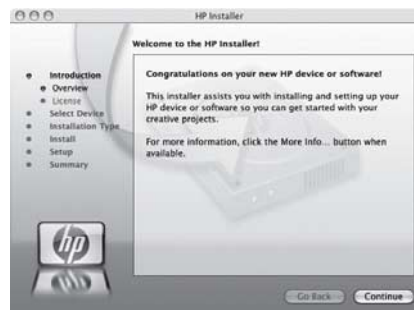 HP Installer
Welcome to the HP Installer!
Introduction
Overview
License
Select Device
Installation Type
Install
Setup
Summary
Congratulations on your new HP device or software!
This installer assists you with installing and setting up your
HP device or software so you can get started with your
creative projects.
For more information, click the More Info... button when
available.
hp
Go Back
Continue